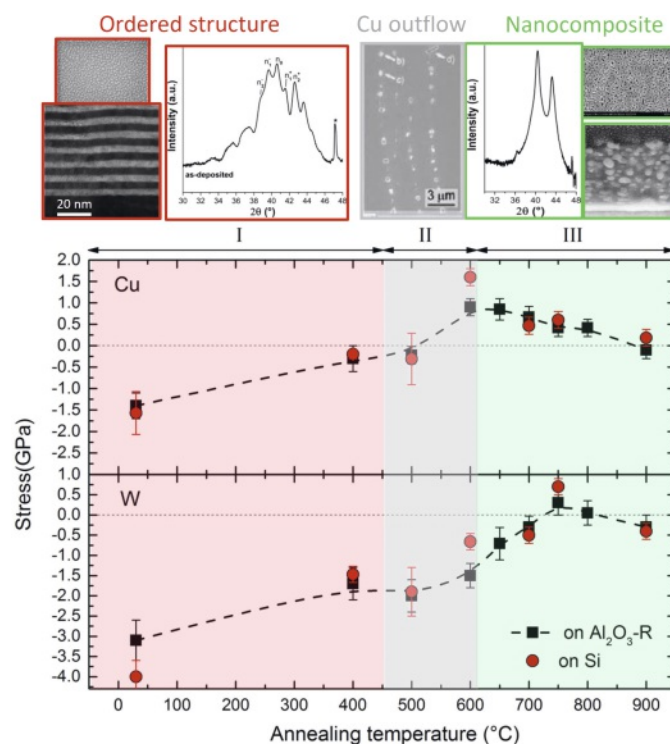 Ordered structure
Cu outflow
Nanocomposite
20 nm
Intensity (a.u.)
as-deposited
*
30 32 34 36 38 40 42 44 46 48
2θ (°)
3 μm
Intensity (a.u.)
36 40 44 48
2θ (°)
I
II
III
Cu
2.0
1.5
1.0
0.5
0.0
-0.5
-1.0
-1.5
-2.0
-2.5
Stress(GPa)
W
1.0
0.5
0.0
-0.5
-1.0
-1.5
-2.0
-2.5
-3.0
-3.5
-4.0
on Al₂O₃-R
on Si
0 100 200 300 400 500 600 700 800 900
Annealing temperature (°C)